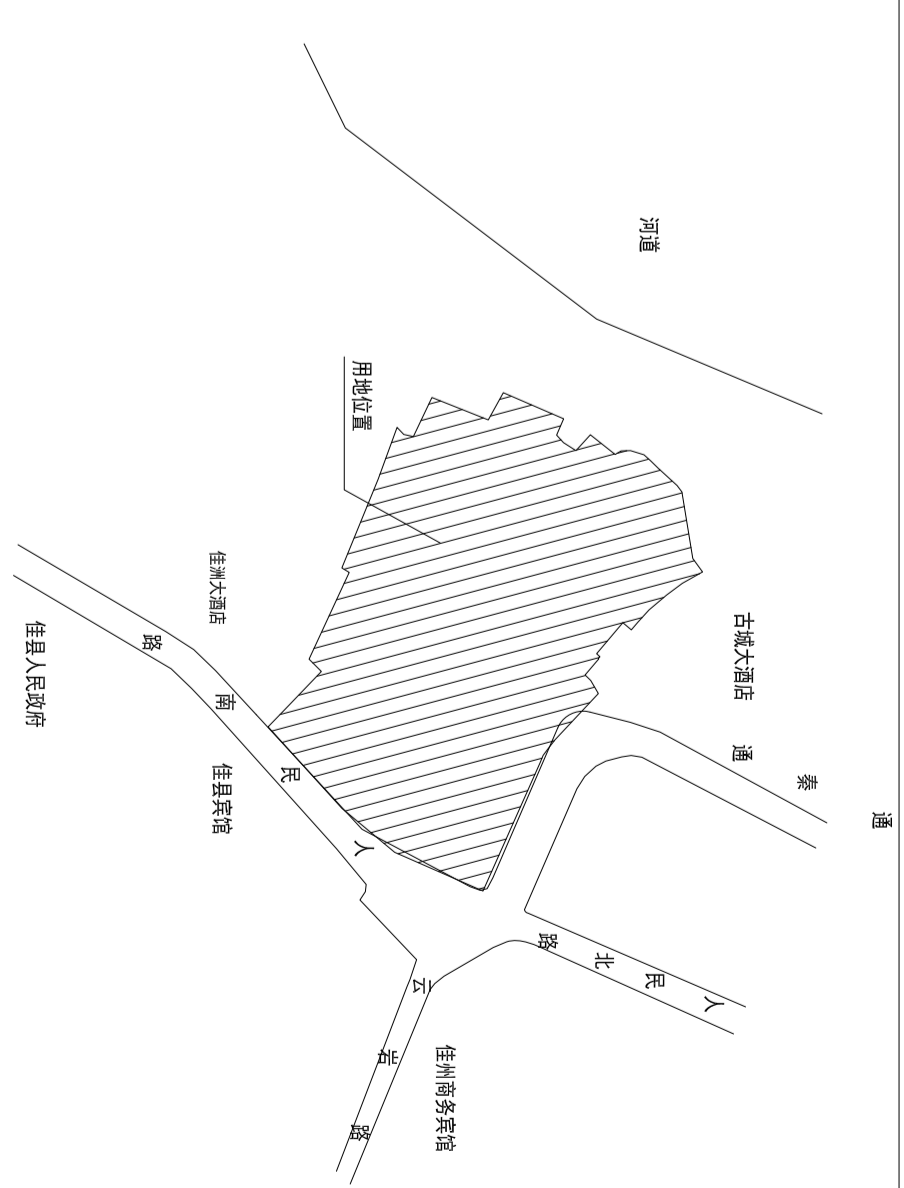 通秦通
古城大酒店
河道
人民北路
佳州商务宾馆
云岩路
用地位置
人民南路
佳洲大酒店
佳县宾馆
佳县人民政府